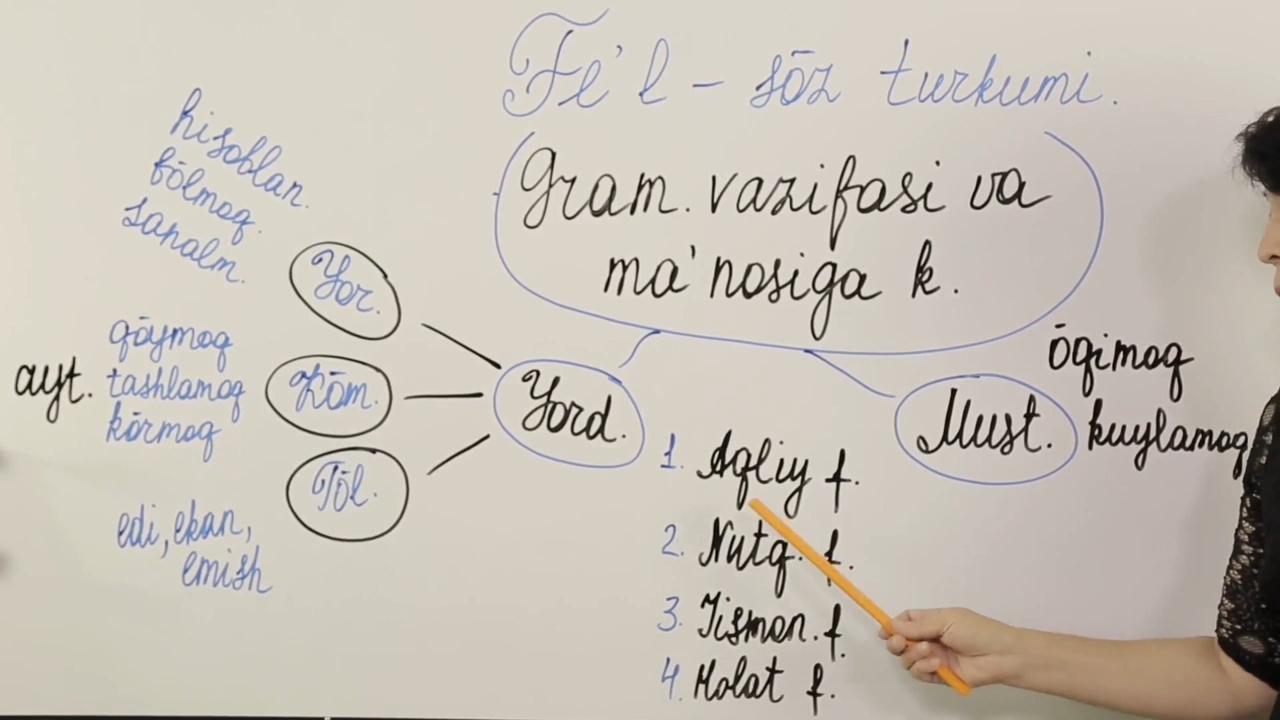 Fe'l - sōz turkumi.
Gram. vazifasi va
ma'nosiga k.
hisoblan.
bōlmoq.
sanalm.
Yor.
ayt.
qōymoq
tashlamoq
kōrmoq
Kōm.
Tōl.
edi, ekan,
emish
Yord.
Must.
ōqimoq
kuylamoq
1. Aqliy f.
2. Nutq. f.
3. Jismon. f.
4. Holat f.